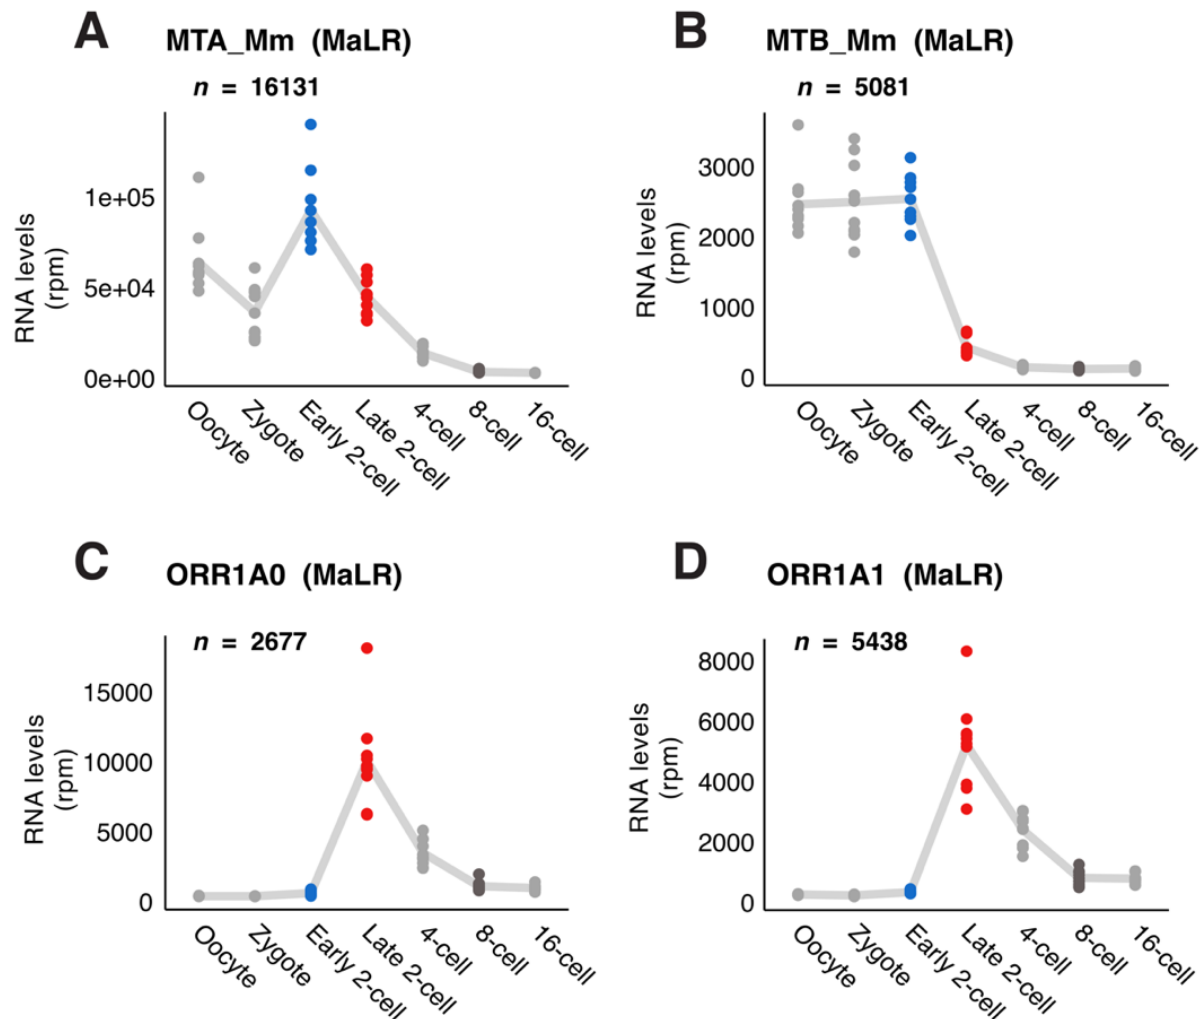 A
MTA_Mm (MaLR)
n = 16131
RNA levels
(rpm)
1e+05
5e+04
0e+00
Oocyte
Zygote
Early 2-cell
Late 2-cell
4-cell
8-cell
16-cell
B
MTB_Mm (MaLR)
n = 5081
RNA levels
(rpm)
3000
2000
1000
0
Oocyte
Zygote
Early 2-cell
Late 2-cell
4-cell
8-cell
16-cell
C
ORR1A0 (MaLR)
n = 2677
RNA levels
(rpm)
15000
10000
5000
0
Oocyte
Zygote
Early 2-cell
Late 2-cell
4-cell
8-cell
16-cell
D
ORR1A1 (MaLR)
n = 5438
RNA levels
(rpm)
8000
6000
4000
2000
0
Oocyte
Zygote
Early 2-cell
Late 2-cell
4-cell
8-cell
16-cell